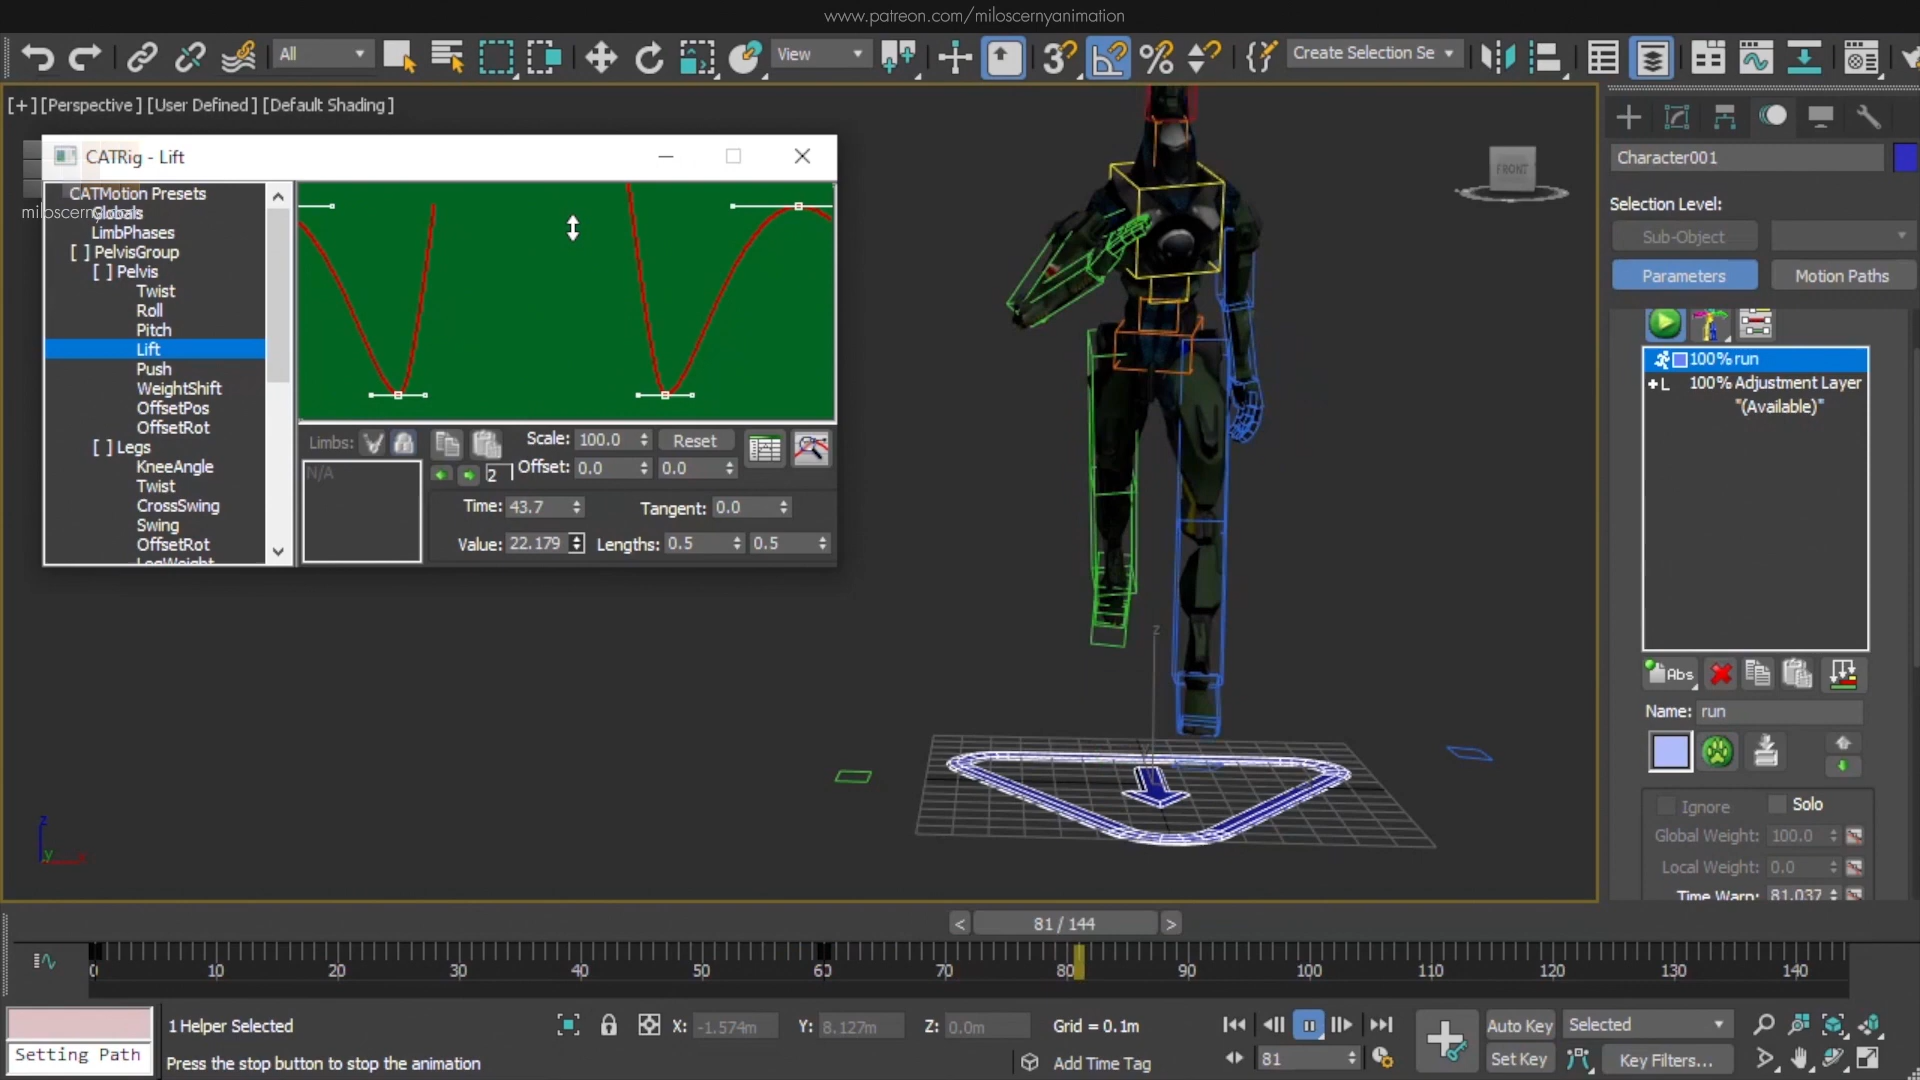 www.patreon.com/miloscernyanimation
All
View
Create Selection Se
[+] [Perspective] [User Defined] [Default Shading]
FRONT
CATRig - Lift
CATMotion Presets
Globals
LimbPhases
[ ] PelvisGroup
[ ] Pelvis
Twist
Roll
Pitch
Lift
Push
WeightShift
OffsetPos
OffsetRot
[ ] Legs
KneeAngle
Twist
CrossSwing
Swing
OffsetRot
LegWeight
Limbs:
N/A
Scale: 100.0
Reset
2
Offset: 0.0 0.0
Time: 43.7
Tangent: 0.0
Value: 22.179
Lengths: 0.5 0.5
Character001
Selection Level:
Sub-Object
Parameters
Motion Paths
100% run
+L 100% Adjustment Layer
"(Available)"
Abs
Name: run
Ignore
Solo
Global Weight: 100.0
Local Weight: 0.0
Time Warp: 81.037
z
z
y
x
< 81 / 144 >
0 10 20 30 40 50 60 70 80 90 100 110 120 130 140
1 Helper Selected
X: -1.574m
Y: 8.127m
Z: 0.0m
Grid = 0.1m
Auto Key
Selected
Setting Path
Press the stop button to stop the animation
Add Time Tag
81
Set Key
Key Filters...